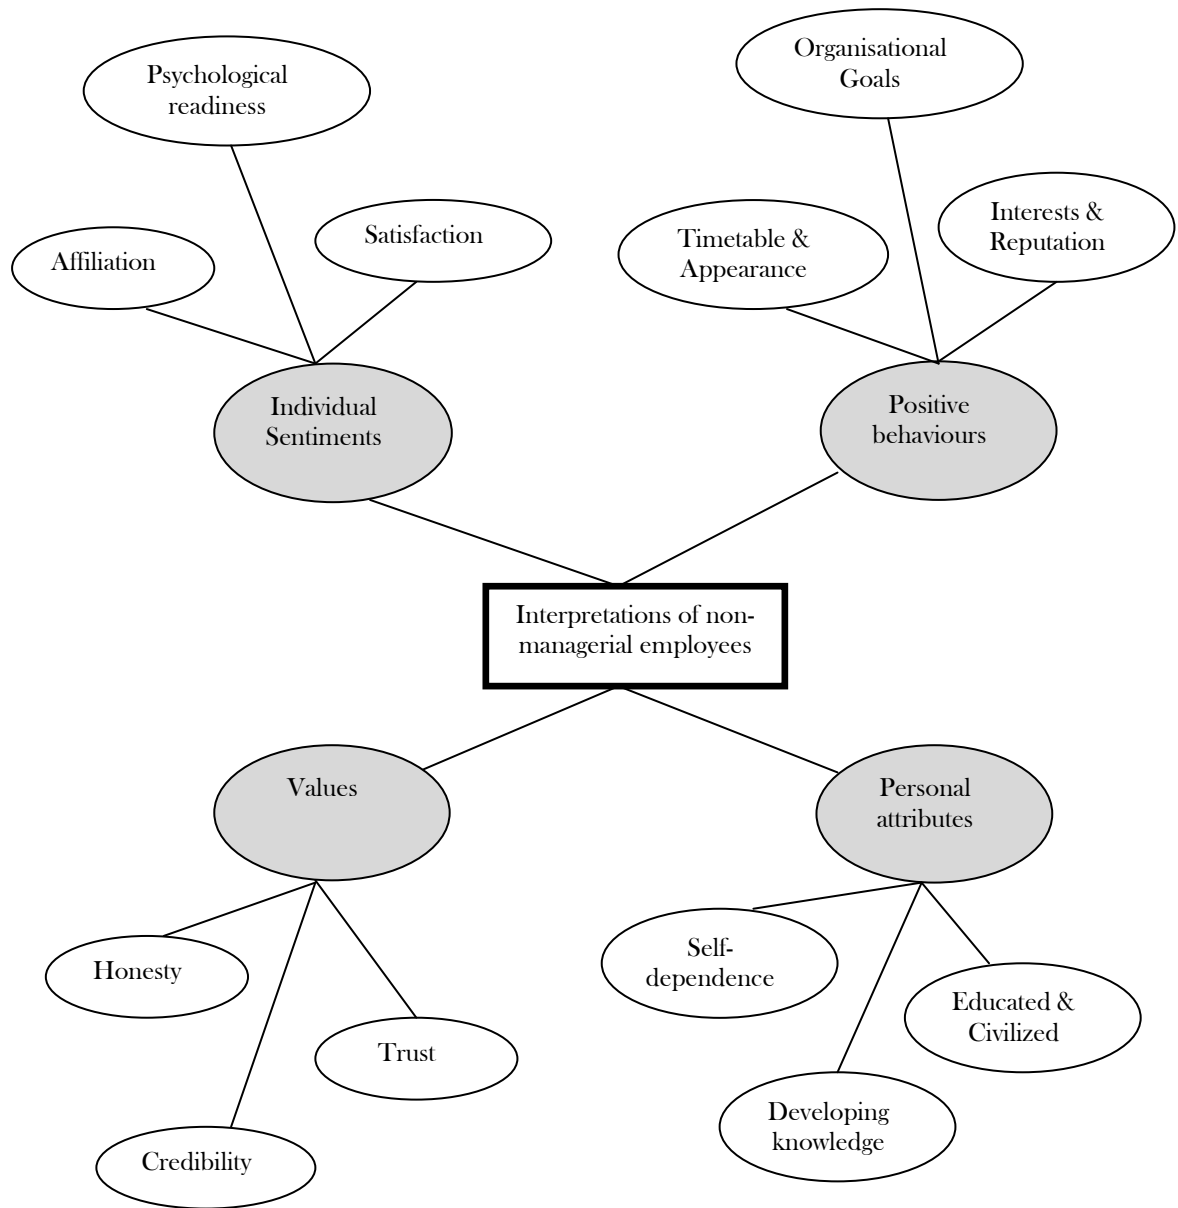 Psychological
readiness
Organisational
Goals
Affiliation
Satisfaction
Timetable &
Appearance
Interests &
Reputation
Individual
Sentiments
Positive
behaviours
Interpretations of non-
managerial employees
Values
Personal
attributes
Honesty
Trust
Credibility
Self-
dependence
Educated &
Civilized
Developing
knowledge